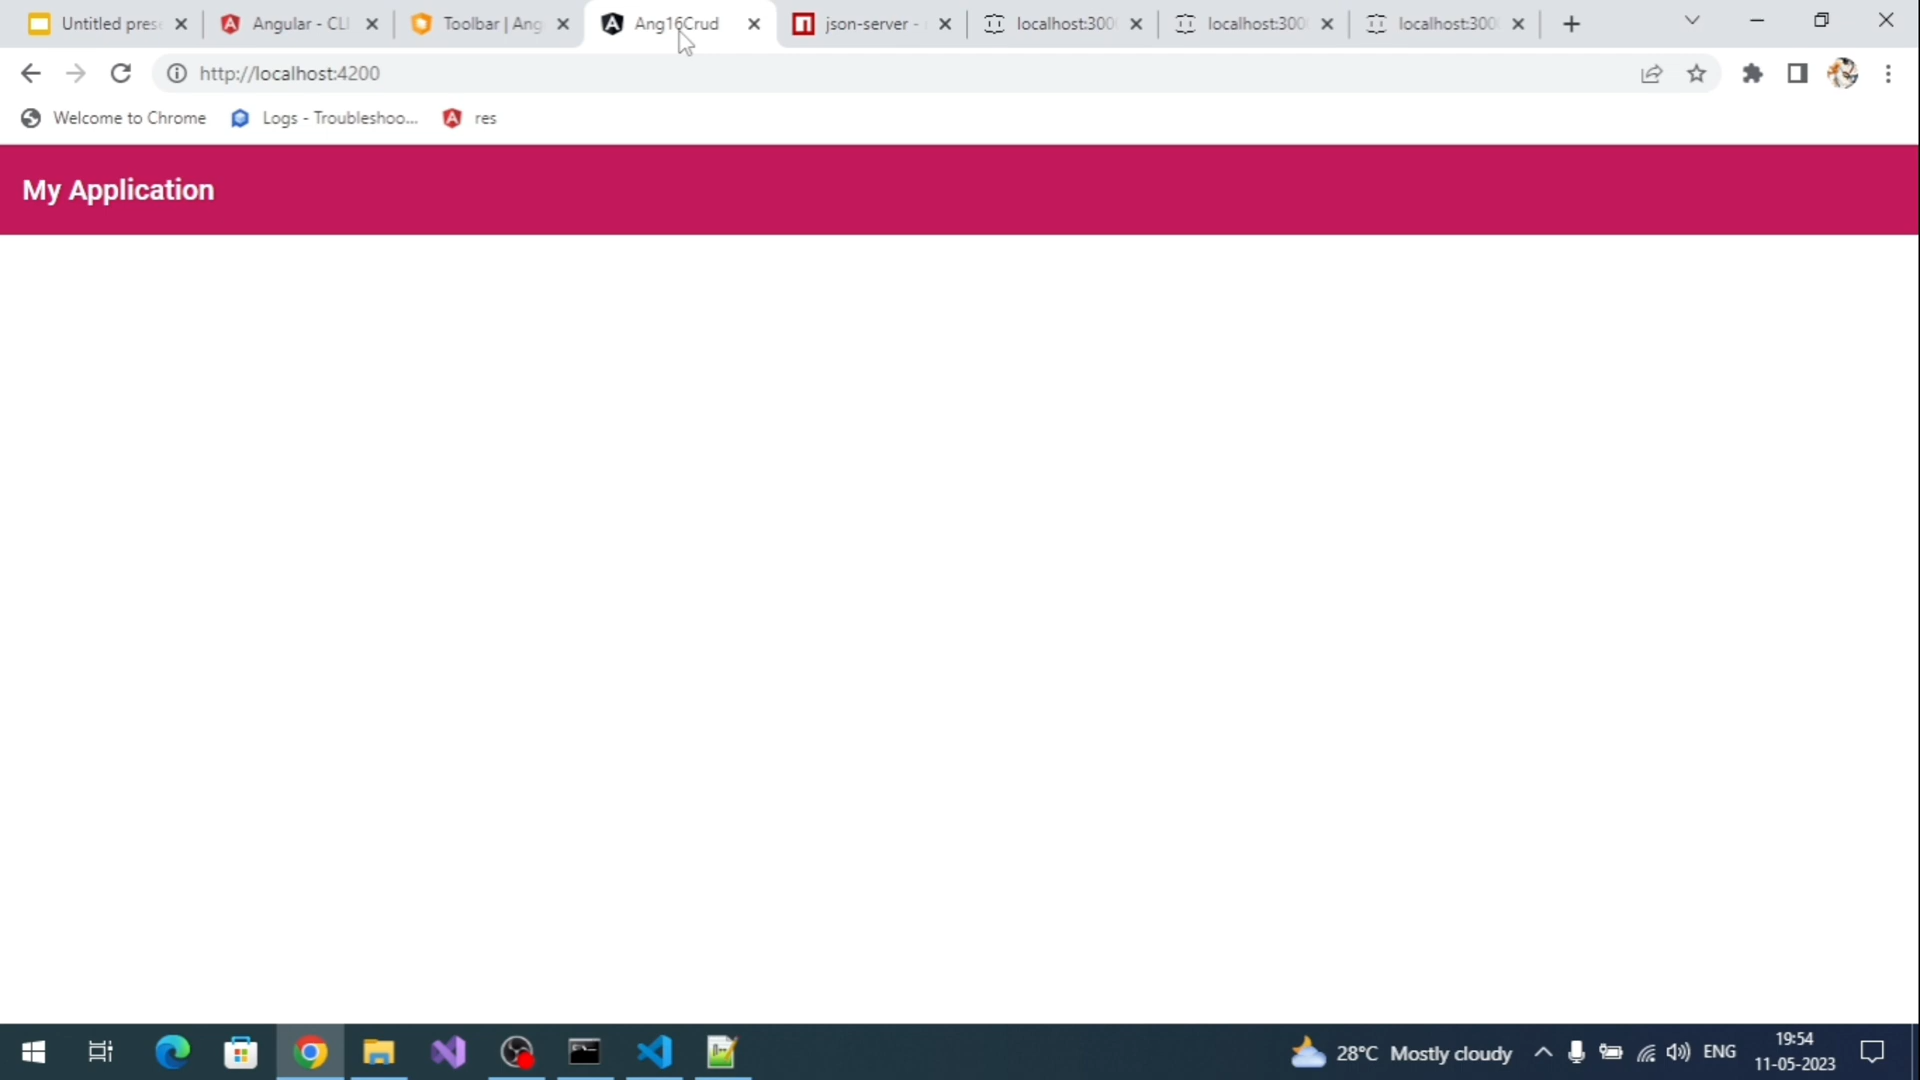 Untitled prese
Angular - CLI
Toolbar | Ang
Ang16Crud
json-server -
localhost:300
localhost:300
localhost:300
http://localhost:4200
Welcome to Chrome
Logs - Troubleshoo...
res
My Application
28°C Mostly cloudy
ENG
19:54
11-05-2023